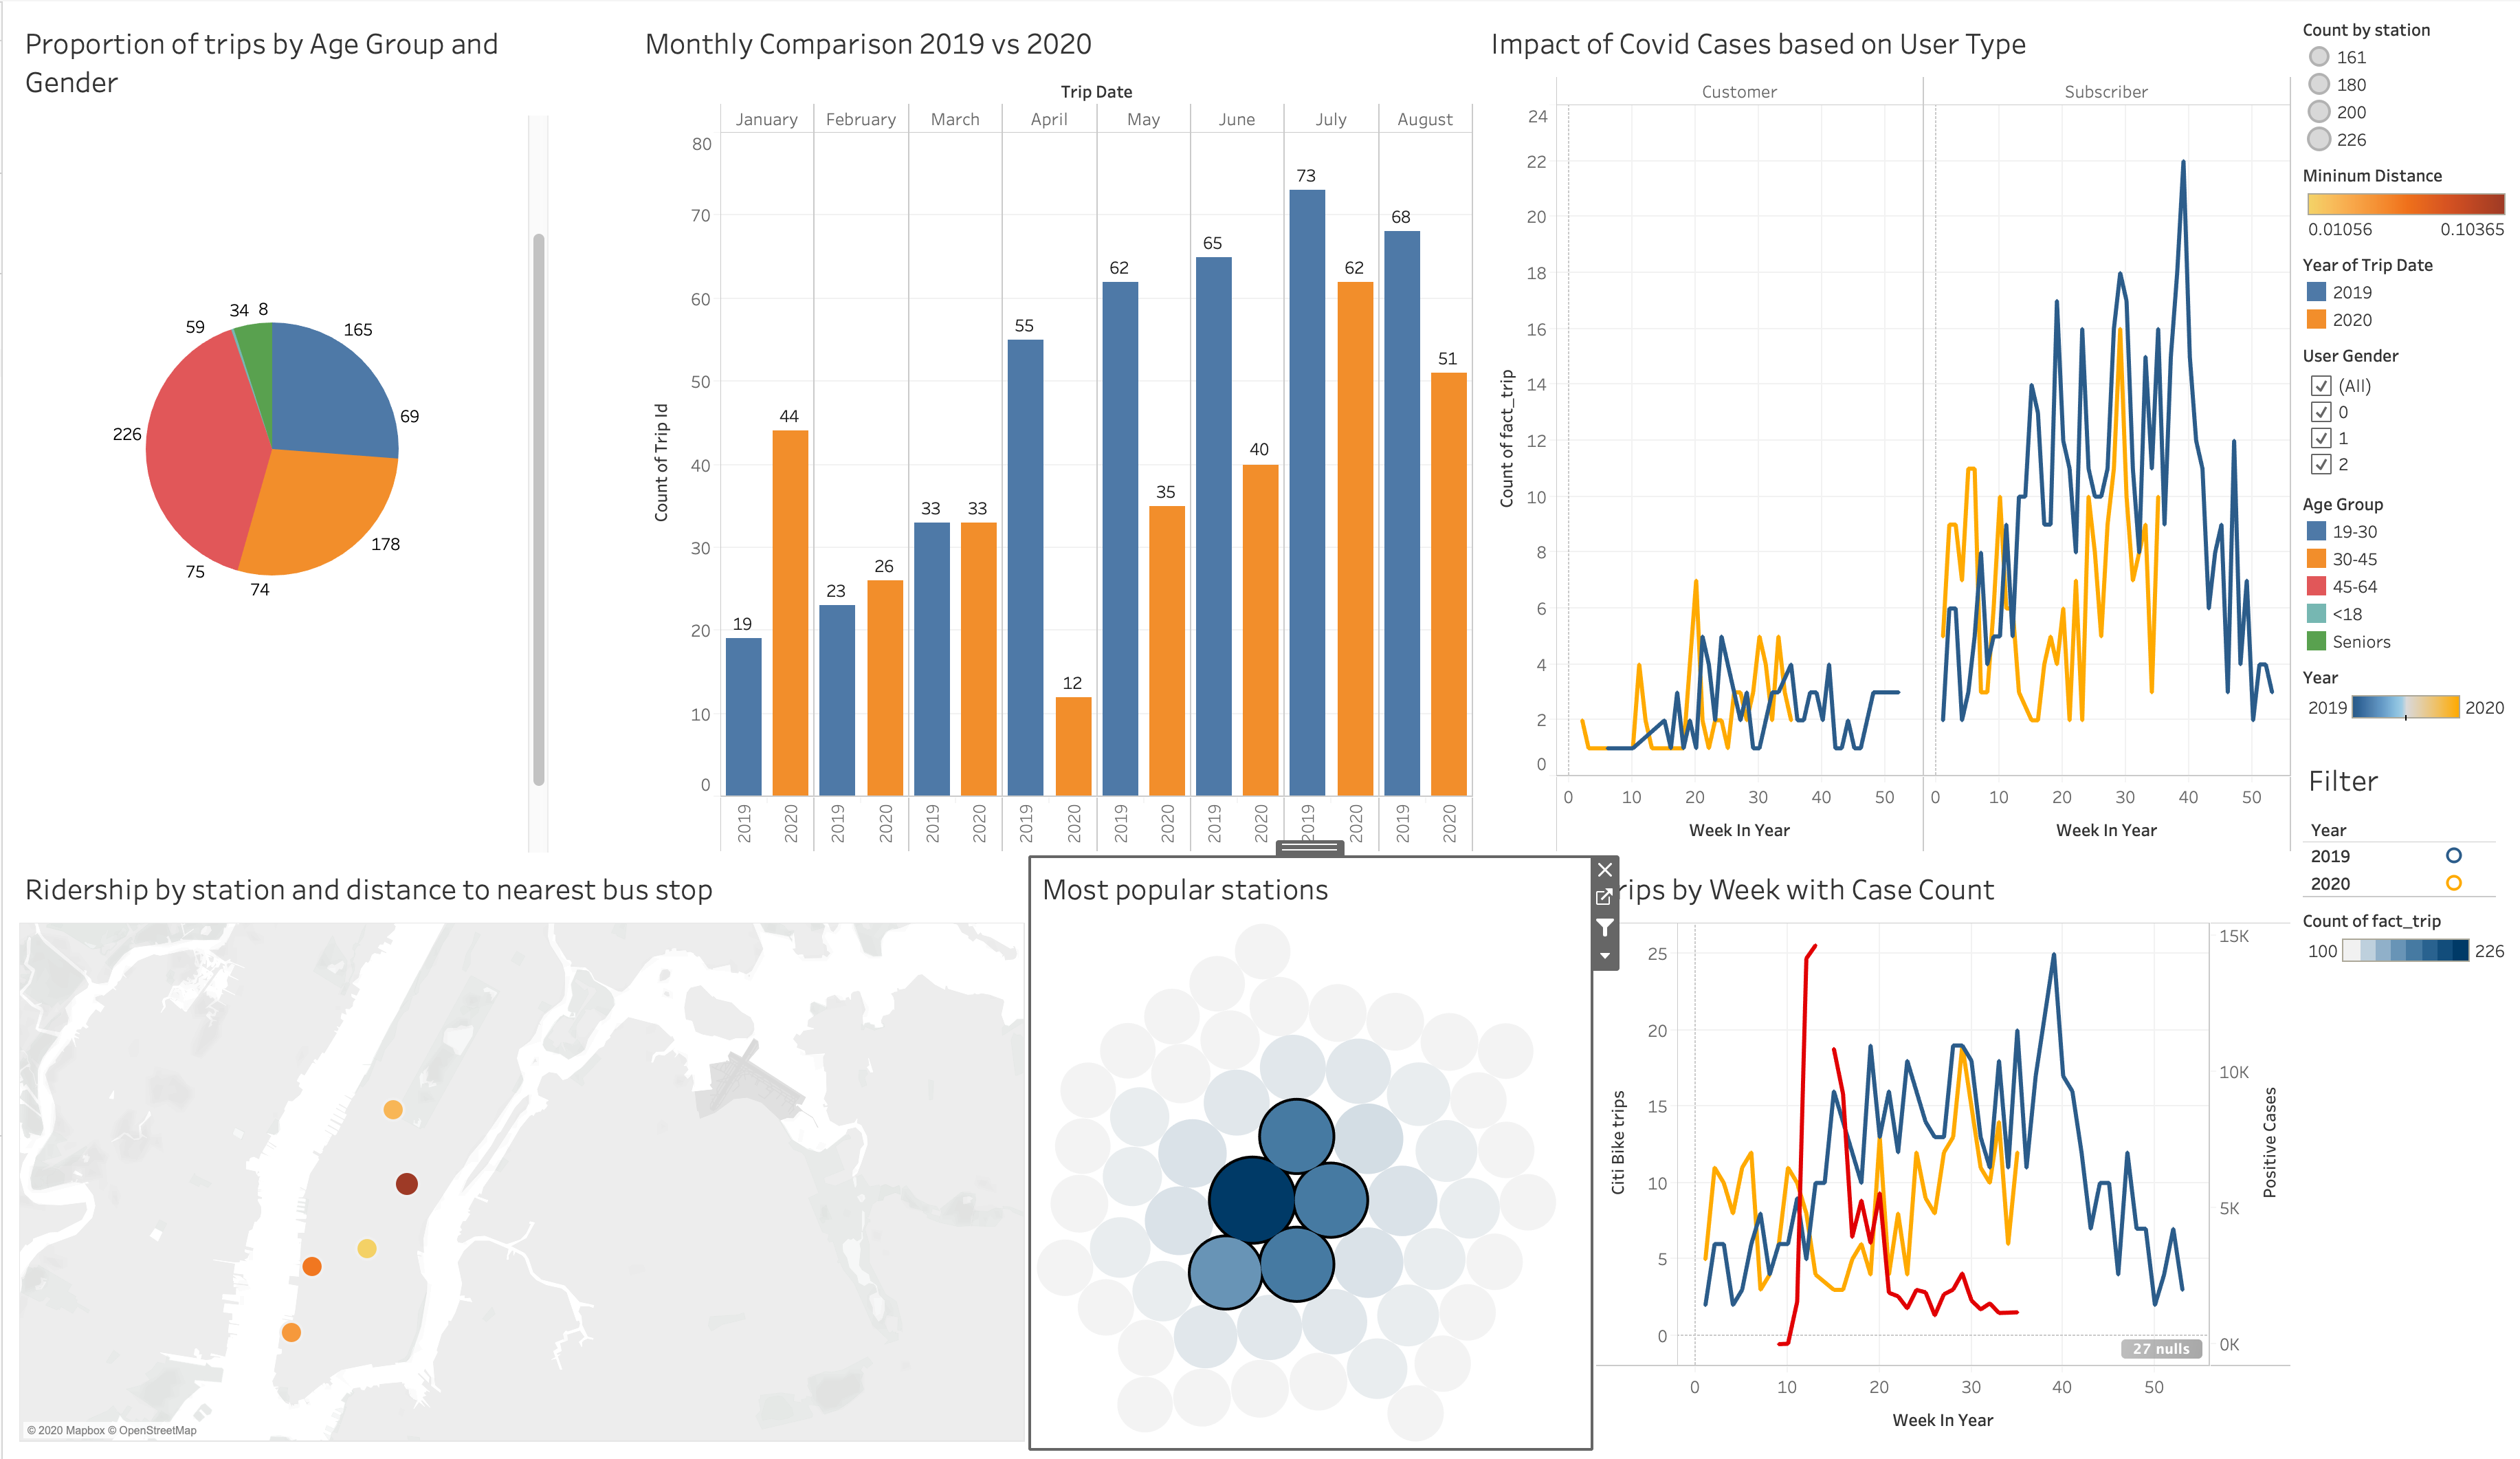 Proportion of trips by Age Group and
Gender
34 8
59
165
226
69
178
75
74
Monthly Comparison 2019 vs 2020
Trip Date
January February March April May June July August
80
70
60
50
40
30
20
10
0
Count of Trip Id
19 44 23 26 33 33 55 12 62 35 65 40 73 62 68 51
2019 2020 2019 2020 2019 2020 2019 2020 2019 2020 2019 2020 2019 2020 2019 2020
Impact of Covid Cases based on User Type
Customer Subscriber
24
22
20
18
16
14
12
10
8
6
4
2
0
Count of fact_trip
0 10 20 30 40 50 0 10 20 30 40 50
Week In Year Week In Year
Count by station
161
180
200
226
Mininum Distance
0.01056 0.10365
Year of Trip Date
2019
2020
User Gender
(All)
0
1
2
Age Group
19-30
30-45
45-64
<18
Seniors
Year
2019 2020
Filter
Year
2019
2020
Count of fact_trip
100 226
Ridership by station and distance to nearest bus stop
© 2020 Mapbox © OpenStreetMap
Most popular stations
rips by Week with Case Count
25
20
15
10
5
0
Citi Bike trips
15K
10K
5K
0K
Positive Cases
27 nulls
0 10 20 30 40 50
Week In Year